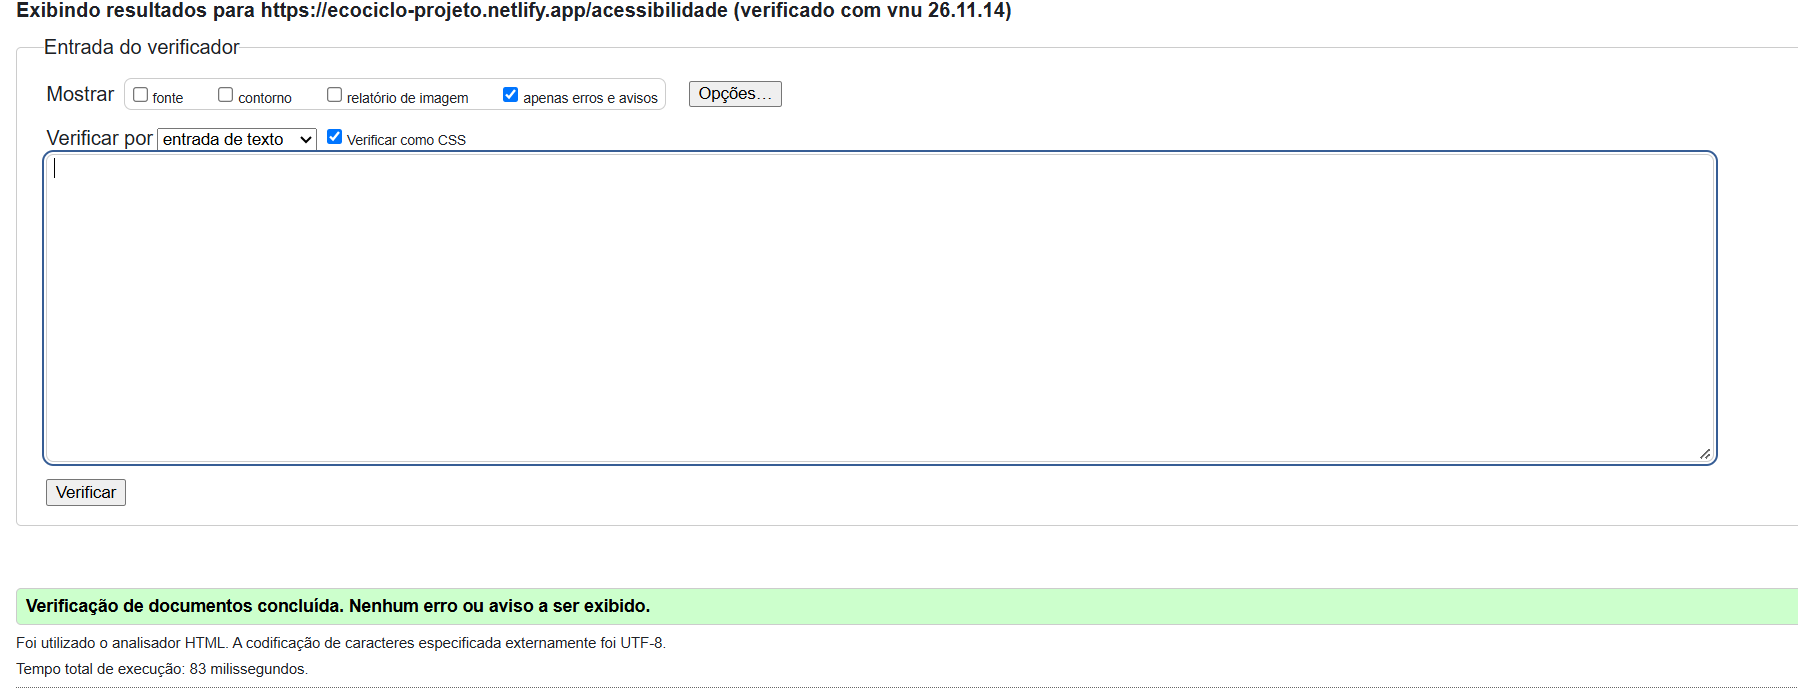 Exibindo resultados para https://ecociclo-projeto.netlify.app/acessibilidade (verificado com vnu 26.11.14)
Entrada do verificador
Mostrar fonte contorno relatório de imagem apenas erros e avisos Opções...
Verificar por entrada de texto Verificar como CSS
Verificar
Verificação de documentos concluída. Nenhum erro ou aviso a ser exibido.
Foi utilizado o analisador HTML. A codificação de caracteres especificada externamente foi UTF-8.
Tempo total de execução: 83 milissegundos.